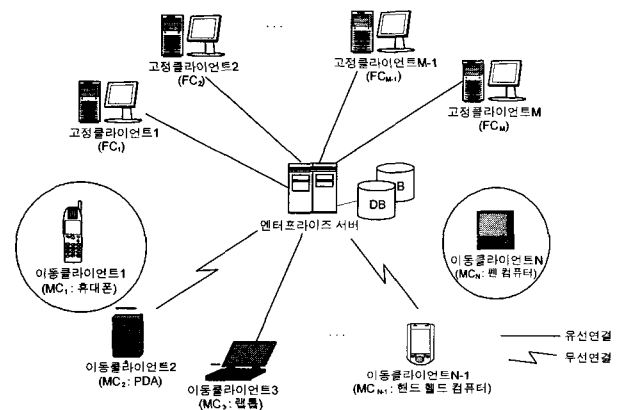 ...
고정클라이언트2
(FC₂)
고정클라이언트M-1
(FCM-1)
고정클라이언트1
(FC₁)
고정클라이언트M
(FCM)
DB
B
엔터프라이즈 서버
이동클라이언트1
(MC₁ : 휴대폰)
이동클라이언트N
(MCN : 펜 컴퓨터)
이동클라이언트2
(MC₂ : PDA)
이동클라이언트3
(MC₃ : 랩톱)
...
이동클라이언트N-1
(MCN-1 : 핸드 헬드 컴퓨터)
유선연결
무선연결